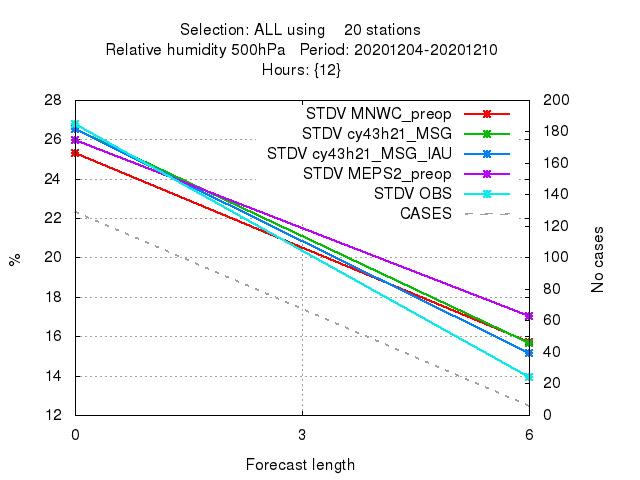 Selection: ALL using    20 stations
Relative humidity 500hPa   Period: 20201204-20201210
Hours: {12}
28
26
24
22
20
18
16
14
12
%
200
180
160
140
120
100
80
60
40
20
0
No cases
STDV MNWC_preop
STDV cy43h21_MSG
STDV cy43h21_MSG_IAU
STDV MEPS2_preop
STDV OBS
CASES
0
3
6
Forecast length